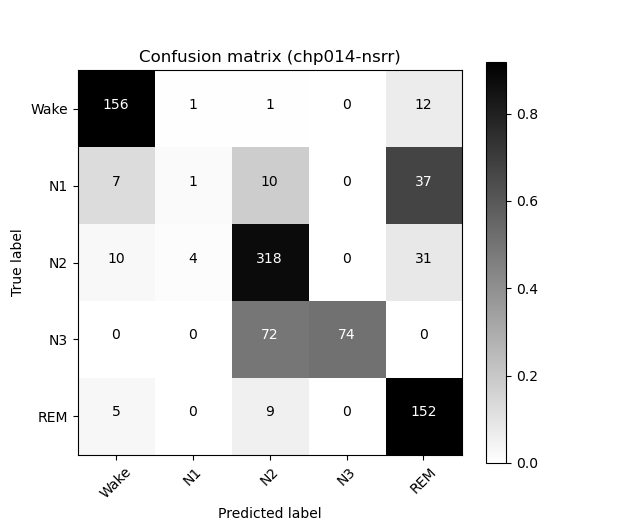 Confusion matrix (chp014-nsrr)
Wake 156 1 1 0 12
N1 7 1 10 0 37
N2 10 4 318 0 31
N3 0 0 72 74 0
REM 5 0 9 0 152
True label
Wake N1 N2 N3 REM
Predicted label
0.8
0.6
0.4
0.2
0.0